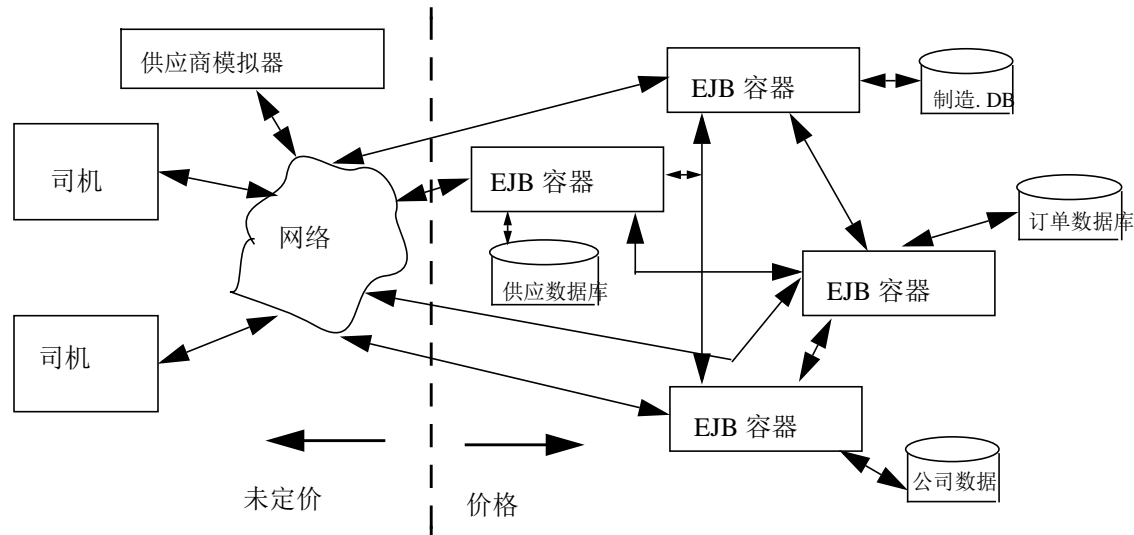 供应商模拟器
EJB 容器
制造. DB
司机
EJB 容器
网络
订单数据库
供应数据库
EJB 容器
司机
EJB 容器
公司数据
未定价
价格